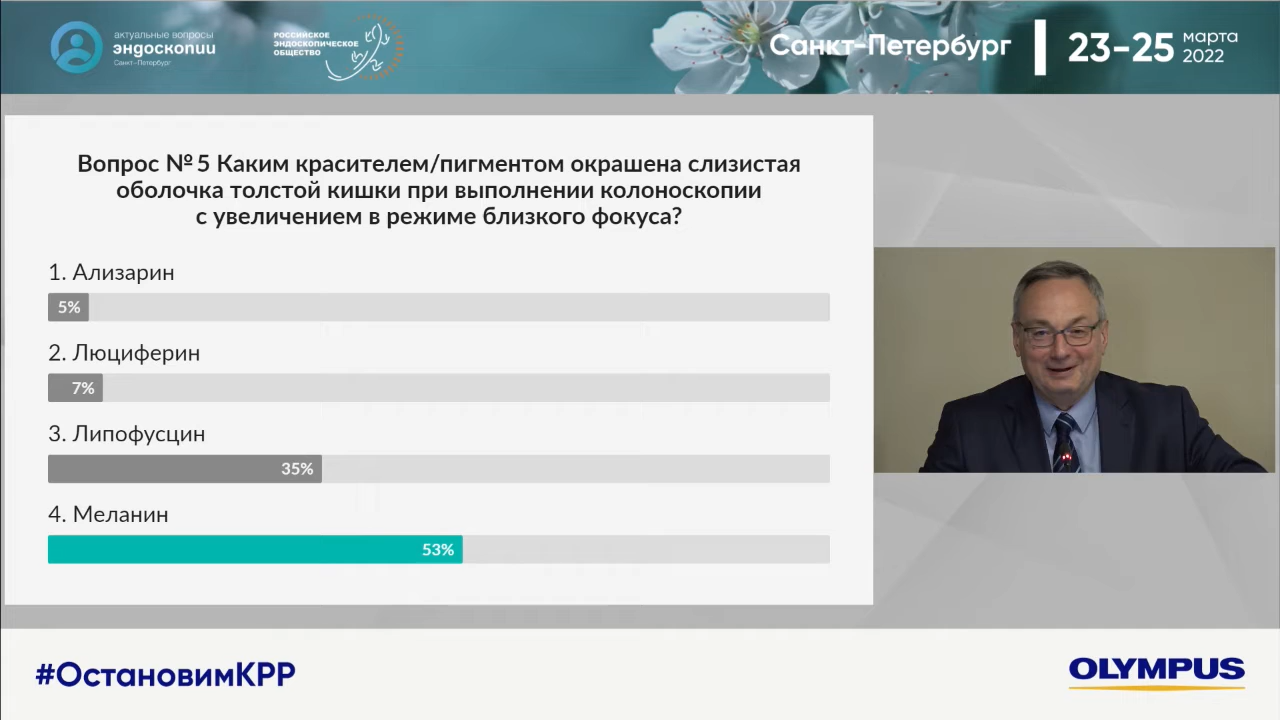 актуальные вопросы
эндоскопии
Санкт-Петербург
РОССИЙСКОЕ
ЭНДОСКОПИЧЕСКОЕ
ОБЩЕСТВО
Санкт-Петербург
23-25
марта
2022
Вопрос № 5 Каким красителем/пигментом окрашена слизистая
оболочка толстой кишки при выполнении колоноскопии
с увеличением в режиме близкого фокуса?
1. Ализарин
5%
2. Люциферин
7%
3. Липофусцин
35%
4. Меланин
53%
#ОстановимКРР
OLYMPUS